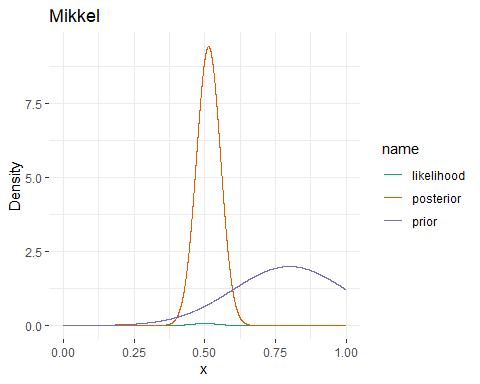 Mikkel
Density
7.5
5.0
2.5
0.0
0.00 0.25 0.50 0.75 1.00
x
name
likelihood
posterior
prior